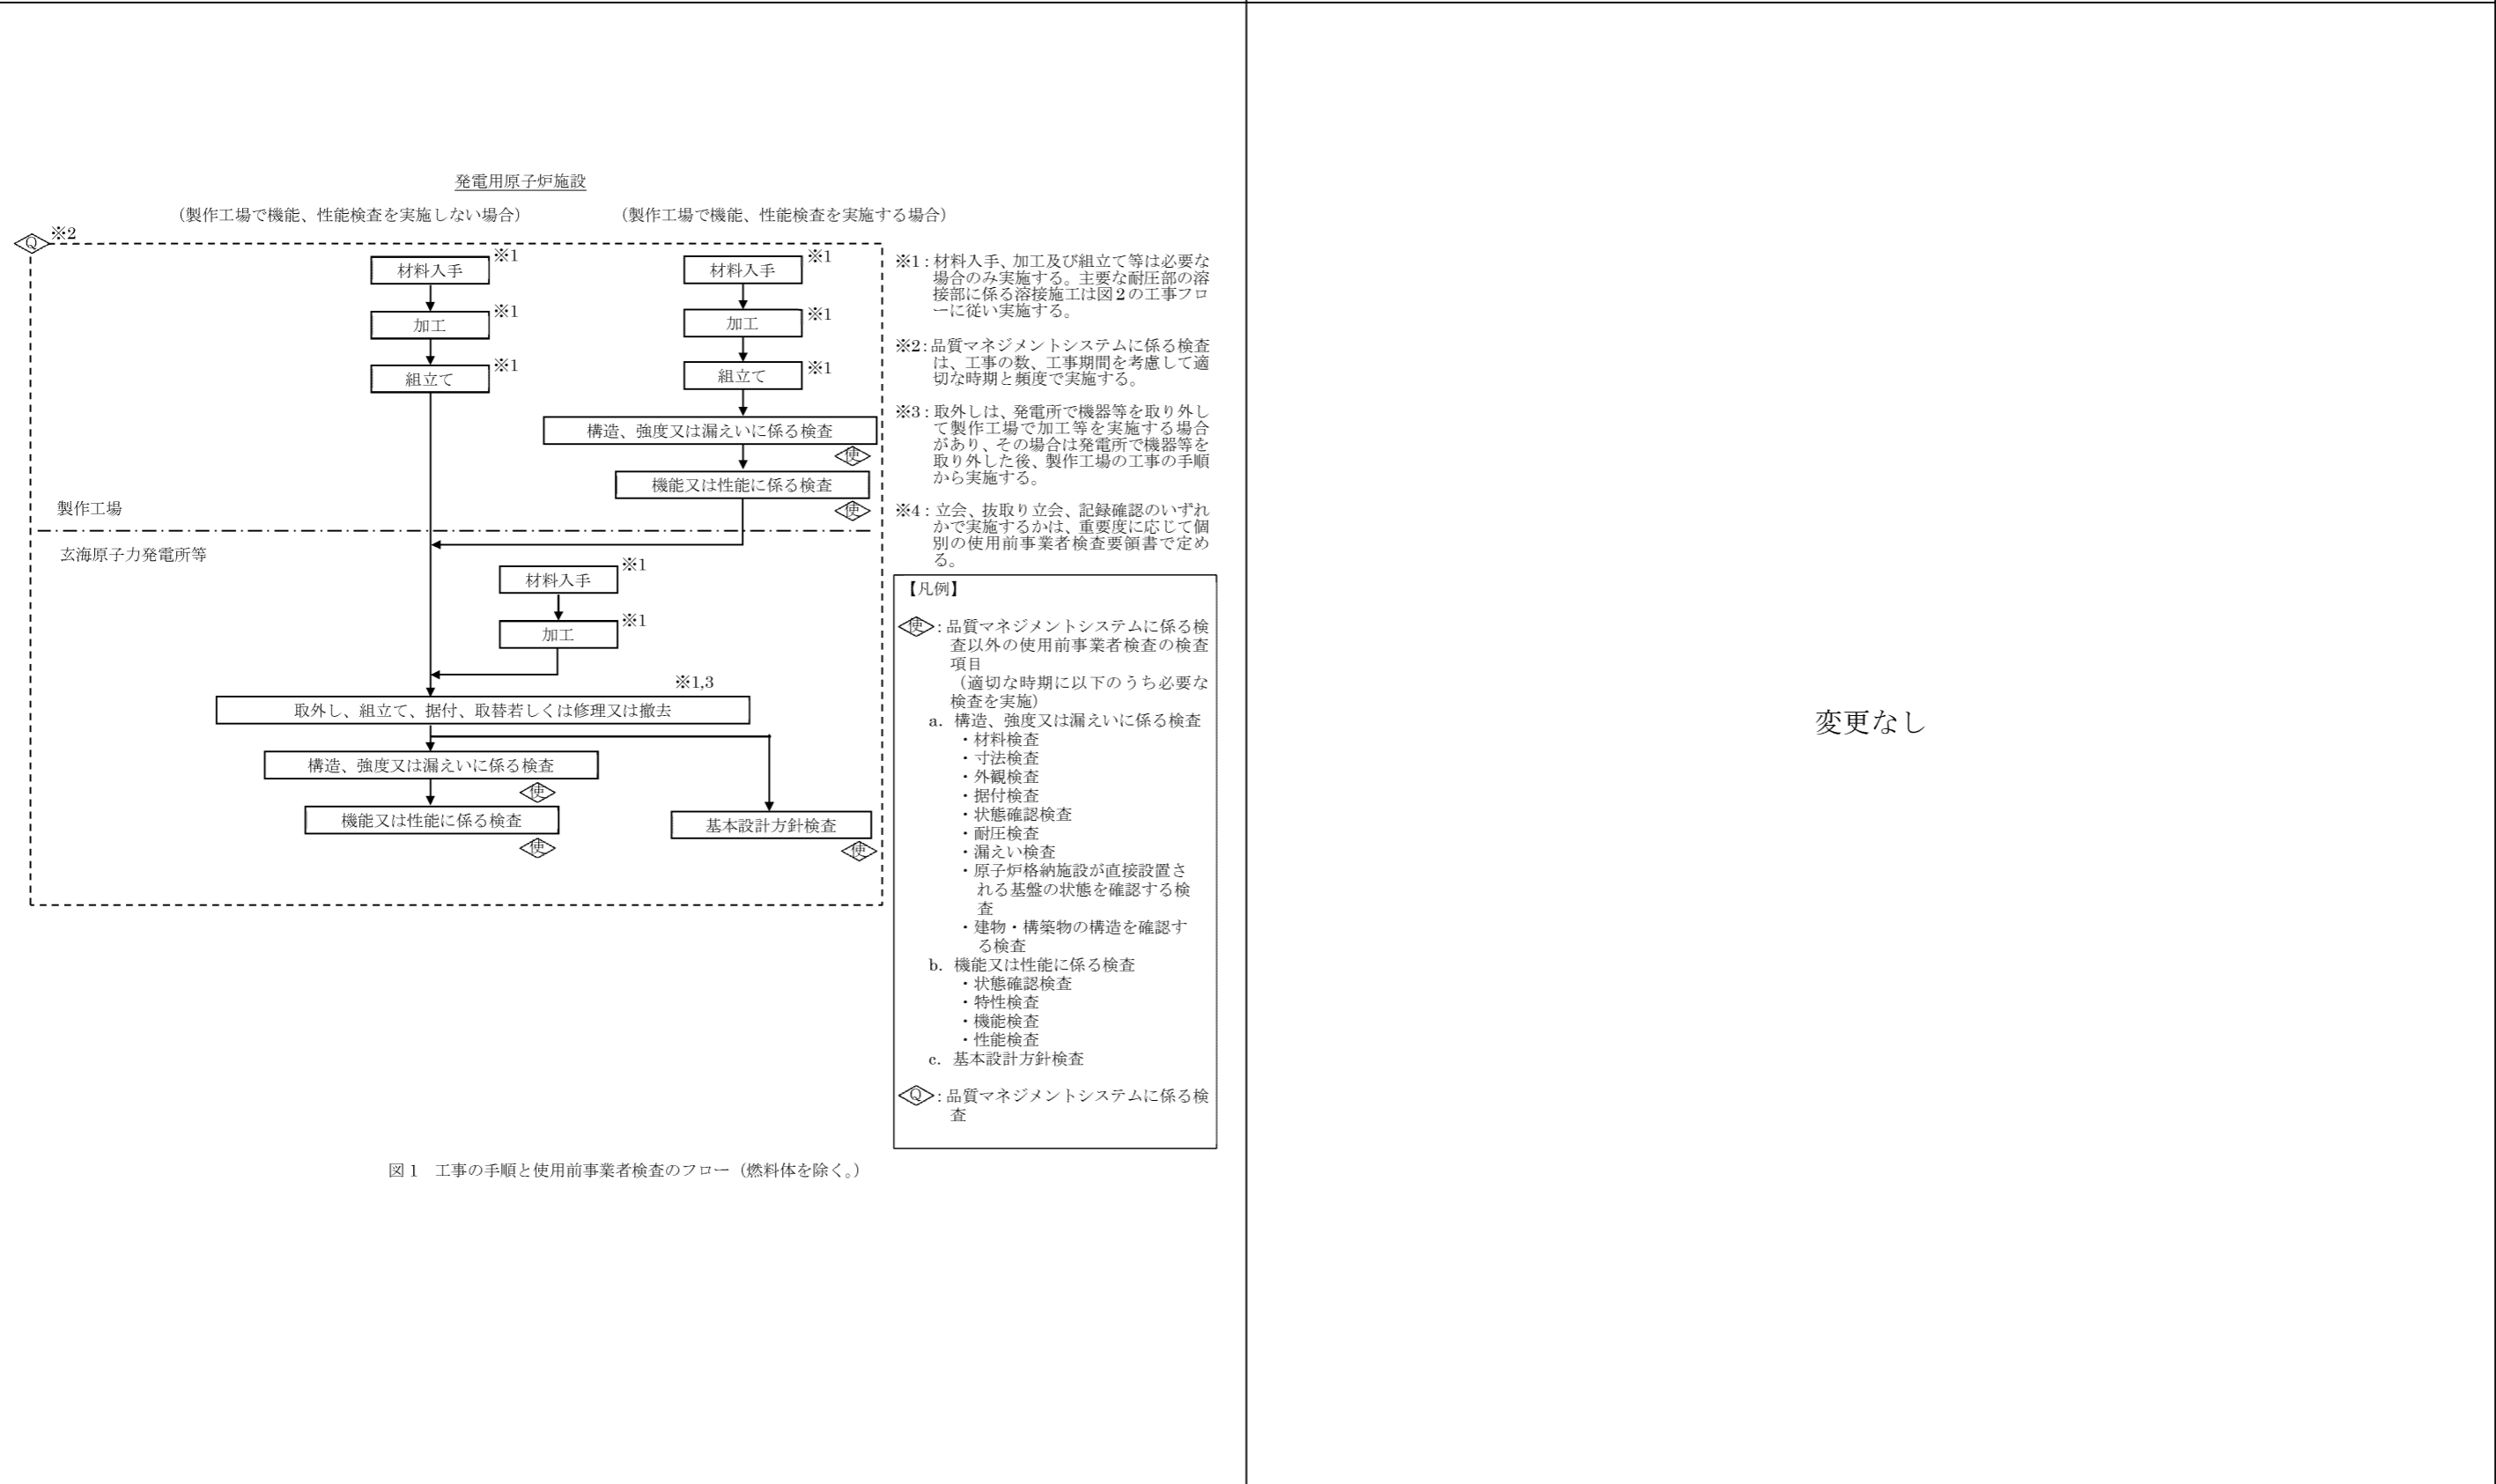 発電用原子炉施設
（製作工場で機能、性能検査を実施しない場合）
（製作工場で機能、性能検査を実施する場合）
Q
※2
材料入手
※1
加工
※1
組立て
※1
材料入手
※1
加工
※1
組立て
※1
構造、強度又は漏えいに係る検査
使
機能又は性能に係る検査
使
製作工場
玄海原子力発電所等
材料入手
※1
加工
※1
※1,3
取外し、組立て、据付、取替若しくは修理又は撤去
構造、強度又は漏えいに係る検査
使
機能又は性能に係る検査
使
基本設計方針検査
使
※1：材料入手、加工及び組立て等は必要な
場合のみ実施する。主要な耐圧部の溶
接部に係る溶接施工は図2の工事フロ
ーに従い実施する。
※2：品質マネジメントシステムに係る検査
は、工事の数、工事期間を考慮して適
切な時期と頻度で実施する。
※3：取外しは、発電所で機器等を取り外し
て製作工場で加工等を実施する場合
があり、その場合は発電所で機器等を
取り外した後、製作工場の工事の手順
から実施する。
※4：立会、抜取り立会、記録確認のいずれ
かで実施するかは、重要度に応じて個
別の使用前事業者検査要領書で定め
る。
【凡例】
使：品質マネジメントシステムに係る検
査以外の使用前事業者検査の検査
項目
（適切な時期に以下のうち必要な
検査を実施）
a. 構造、強度又は漏えいに係る検査
・材料検査
・寸法検査
・外観検査
・据付検査
・状態確認検査
・耐圧検査
・漏えい検査
・原子炉格納施設が直接設置さ
れる基盤の状態を確認する検
査
・建物・構築物の構造を確認す
る検査
b. 機能又は性能に係る検査
・状態確認検査
・特性検査
・機能検査
・性能検査
c. 基本設計方針検査
Q：品質マネジメントシステムに係る検
査
図 1　工事の手順と使用前事業者検査のフロー（燃料体を除く。）
変更なし